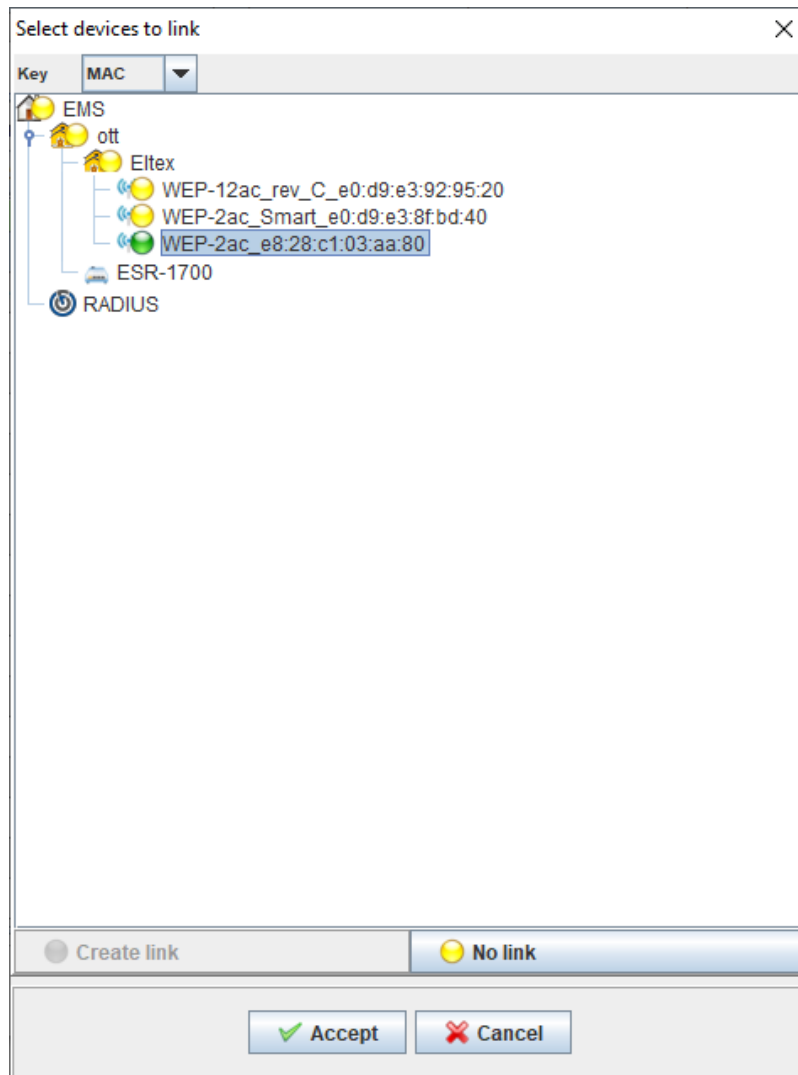 Select devices to link
Key MAC
EMS
ott
Eltex
WEP-12ac_rev_C_e0:d9:e3:92:95:20
WEP-2ac_Smart_e0:d9:e3:8f:bd:40
WEP-2ac_e8:28:c1:03:aa:80
ESR-1700
RADIUS
Create link No link
Accept Cancel